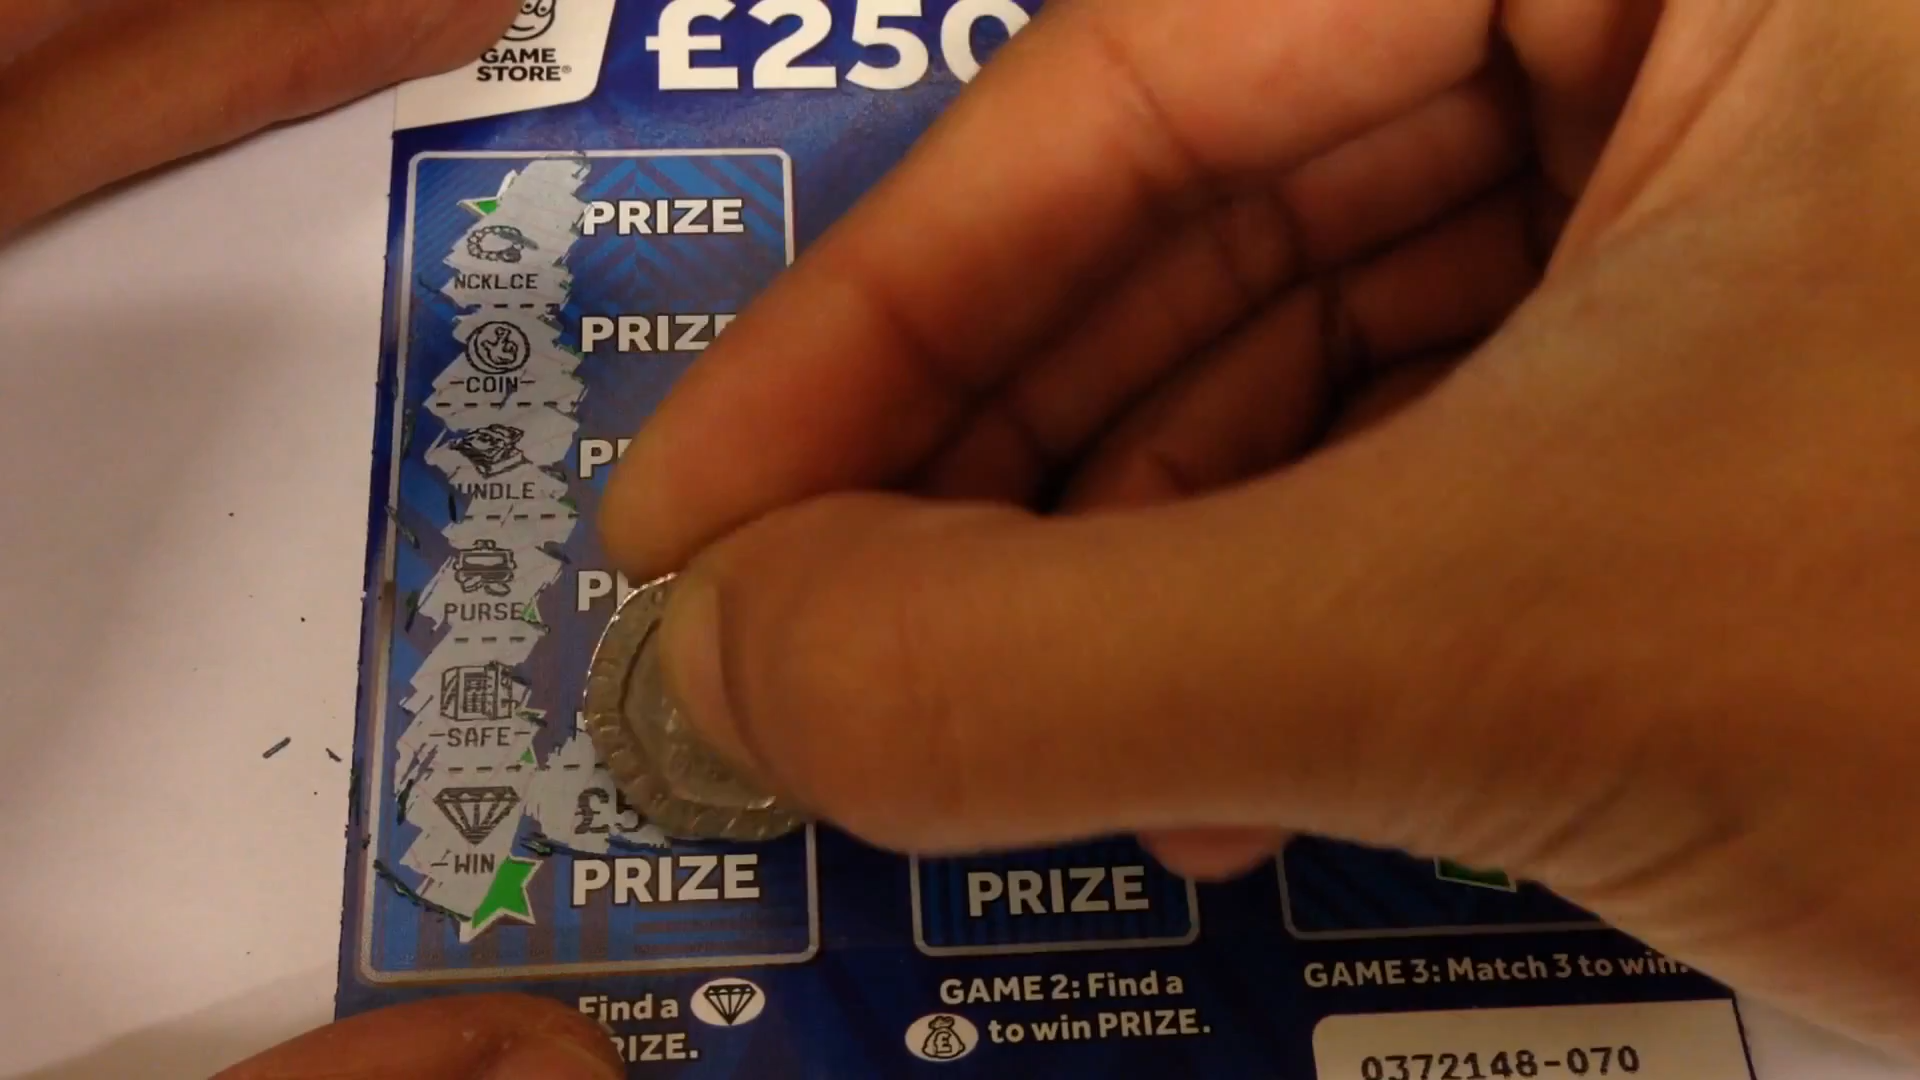 GAME
STORE®
£250
PRIZE
NCKLCE
PRIZE
COIN
UNDLE
PURSE
SAFE
£5
WIN
PRIZE
PRIZE
Find a
RIZE.
GAME 2: Find a
to win PRIZE.
GAME 3: Match 3 to win.
0372148-070